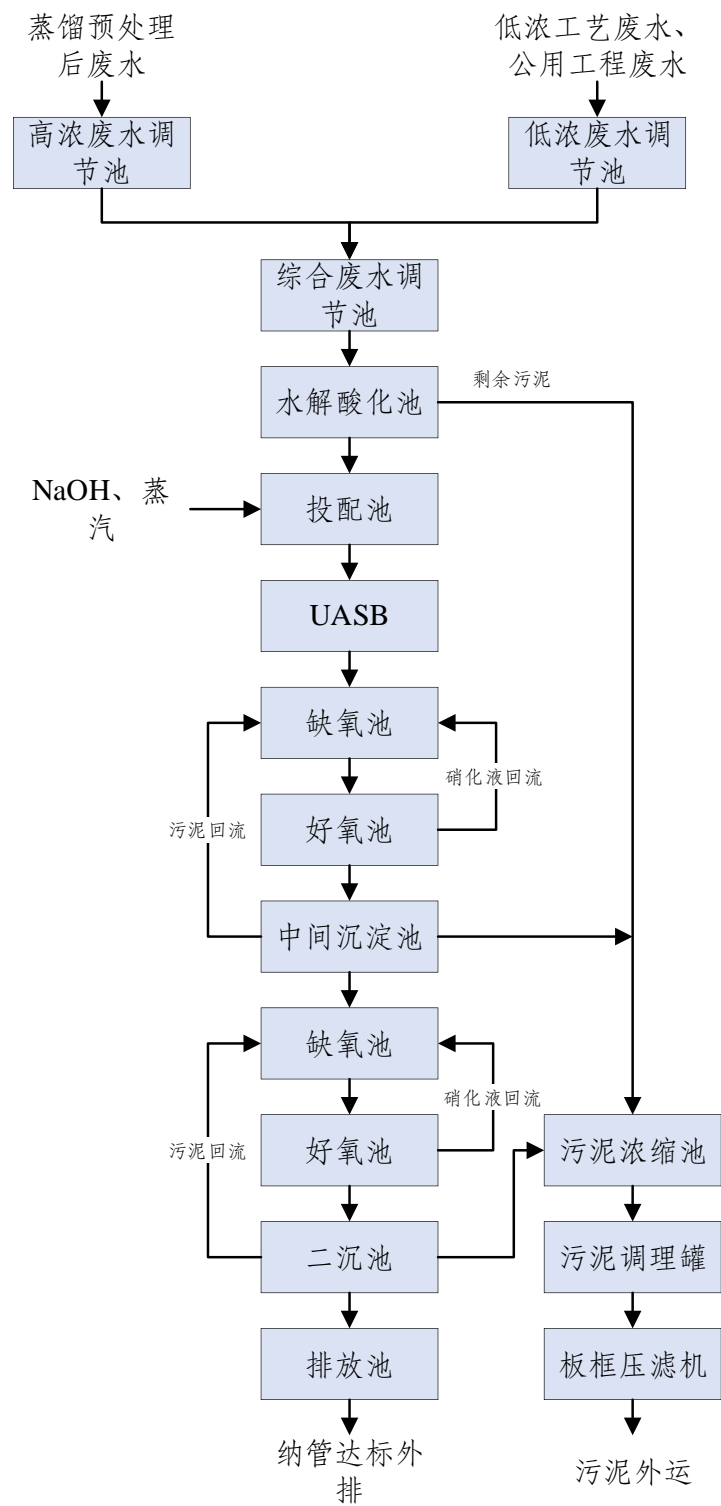 蒸馏预处理
后废水
低浓工艺废水、
公用工程废水
高浓废水调
节池
低浓废水调
节池
综合废水调
节池
水解酸化池
剩余污泥
NaOH、蒸
汽
投配池
UASB
缺氧池
硝化液回流
污泥回流
好氧池
中间沉淀池
缺氧池
硝化液回流
污泥回流
好氧池
污泥浓缩池
二沉池
污泥调理罐
排放池
板框压滤机
纳管达标外
排
污泥外运